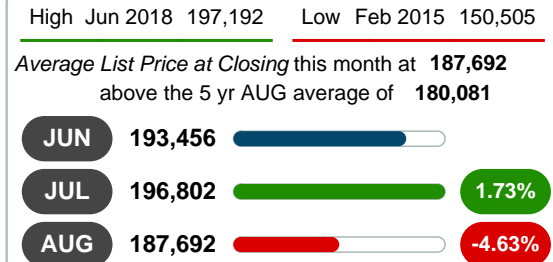 High Jun 2018 197,192 Low Feb 2015 150,505
Average List Price at Closing this month at 187,692
above the 5 yr AUG average of 180,081
JUN 193,456
JUL 196,802 1.73%
AUG 187,692 -4.63%